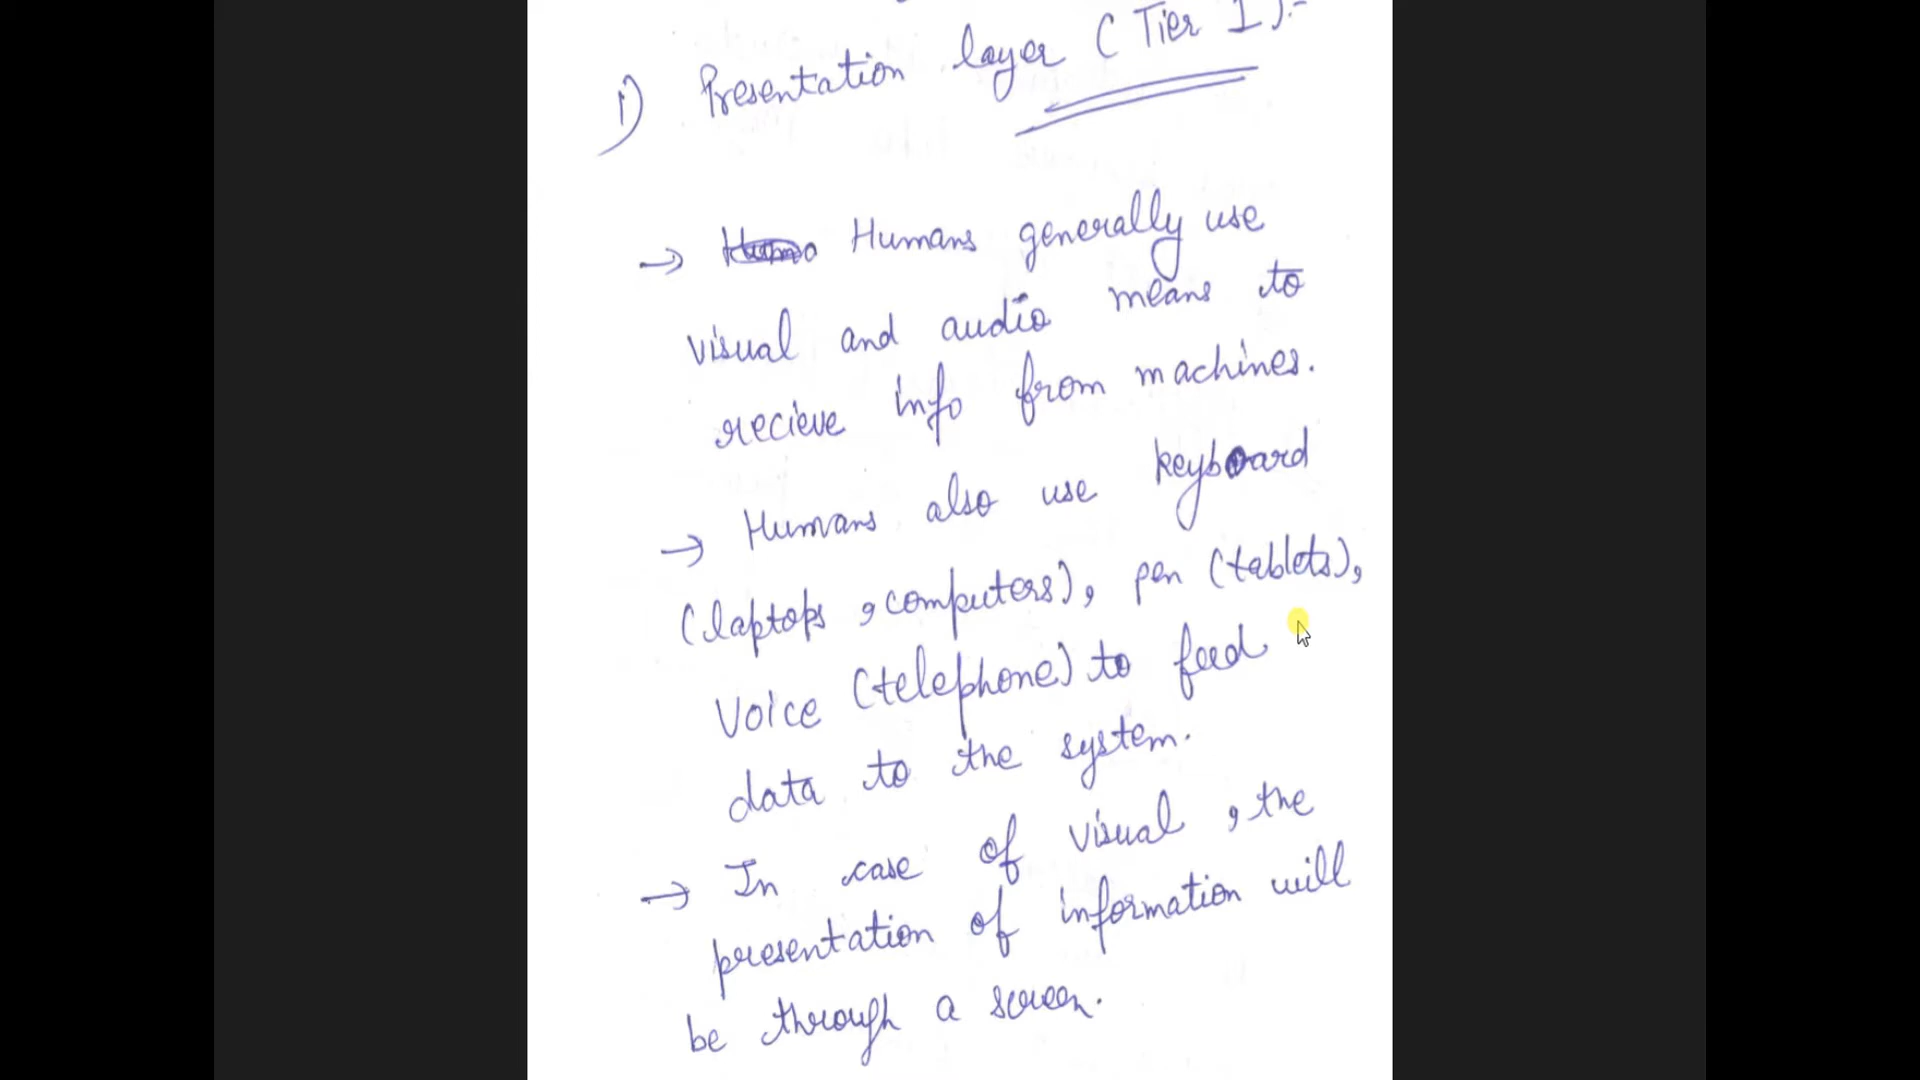 1) Presentation layer (Tier I):-
→ Humans generally use
visual and audio means to
recieve info from machines.
→ Humans also use keyboard
(laptops, computers), pen (tablets),
Voice (telephone) to feed
data to the system.
→ In case of visual, the
presentation of information will
be through a screen.